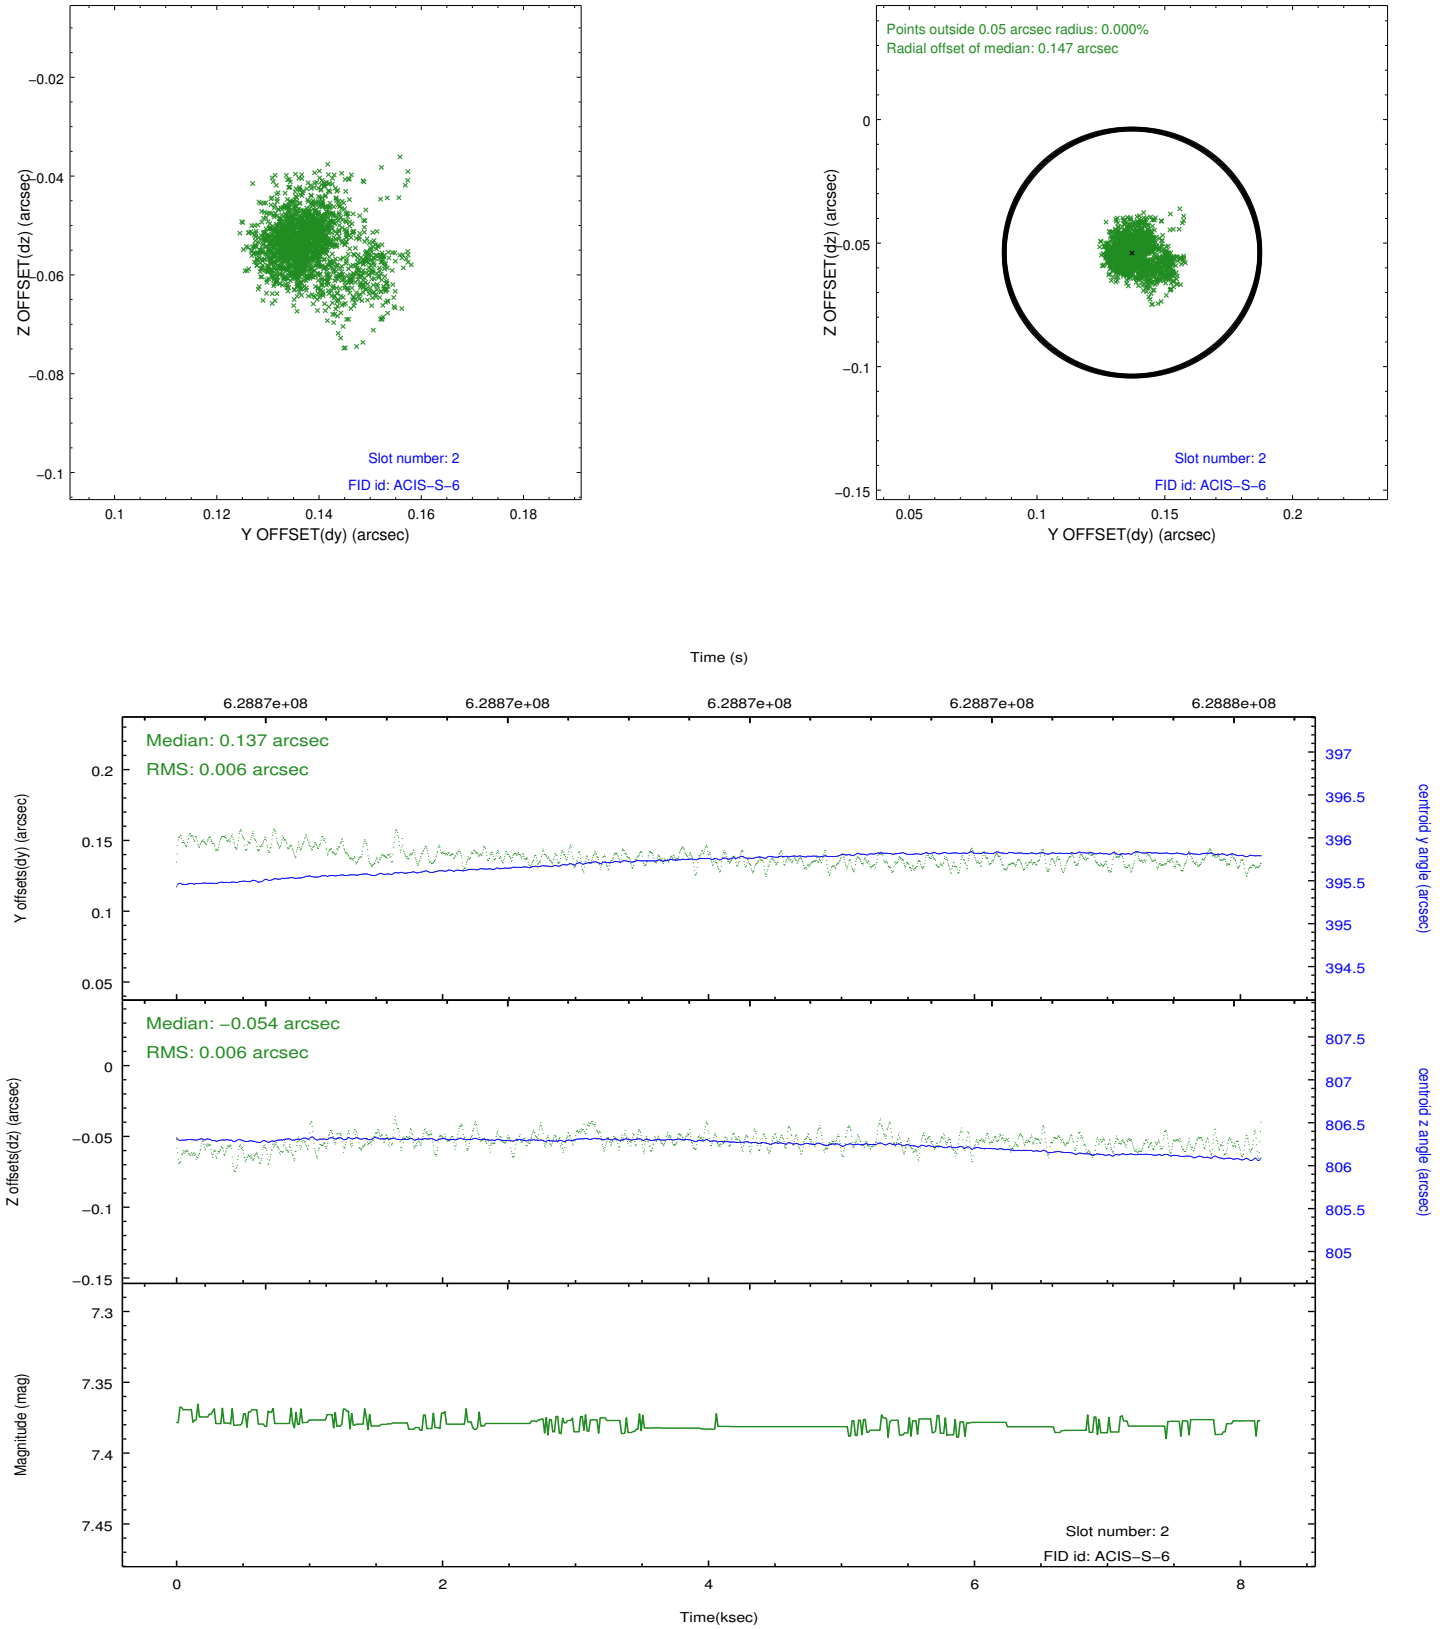 −0.02
−0.04
−0.06
−0.08
−0.1
Z OFFSET(dz) (arcsec)
Slot number: 2
FID id: ACIS−S−6
0.1 0.12 0.14 0.16 0.18
Y OFFSET(dy) (arcsec)
Points outside 0.05 arcsec radius: 0.000%
Radial offset of median: 0.147 arcsec
0
−0.05
−0.1
−0.15
Z OFFSET(dz) (arcsec)
Slot number: 2
FID id: ACIS−S−6
0.05 0.1 0.15 0.2
Y OFFSET(dy) (arcsec)
Time (s)
6.2887e+08 6.2887e+08 6.2887e+08 6.2887e+08 6.2888e+08
Median: 0.137 arcsec
RMS: 0.006 arcsec
0.2
0.15
0.1
0.05
Y offsets(dy) (arcsec)
397
396.5
396
395.5
395
394.5
centroid y angle (arcsec)
Median: −0.054 arcsec
RMS: 0.006 arcsec
0
−0.05
−0.1
−0.15
Z offsets(dz) (arcsec)
807.5
807
806.5
806
805.5
805
centroid z angle (arcsec)
7.3
7.35
7.4
7.45
Magnitude (mag)
Slot number: 2
FID id: ACIS−S−6
0 2 4 6 8
Time(ksec)